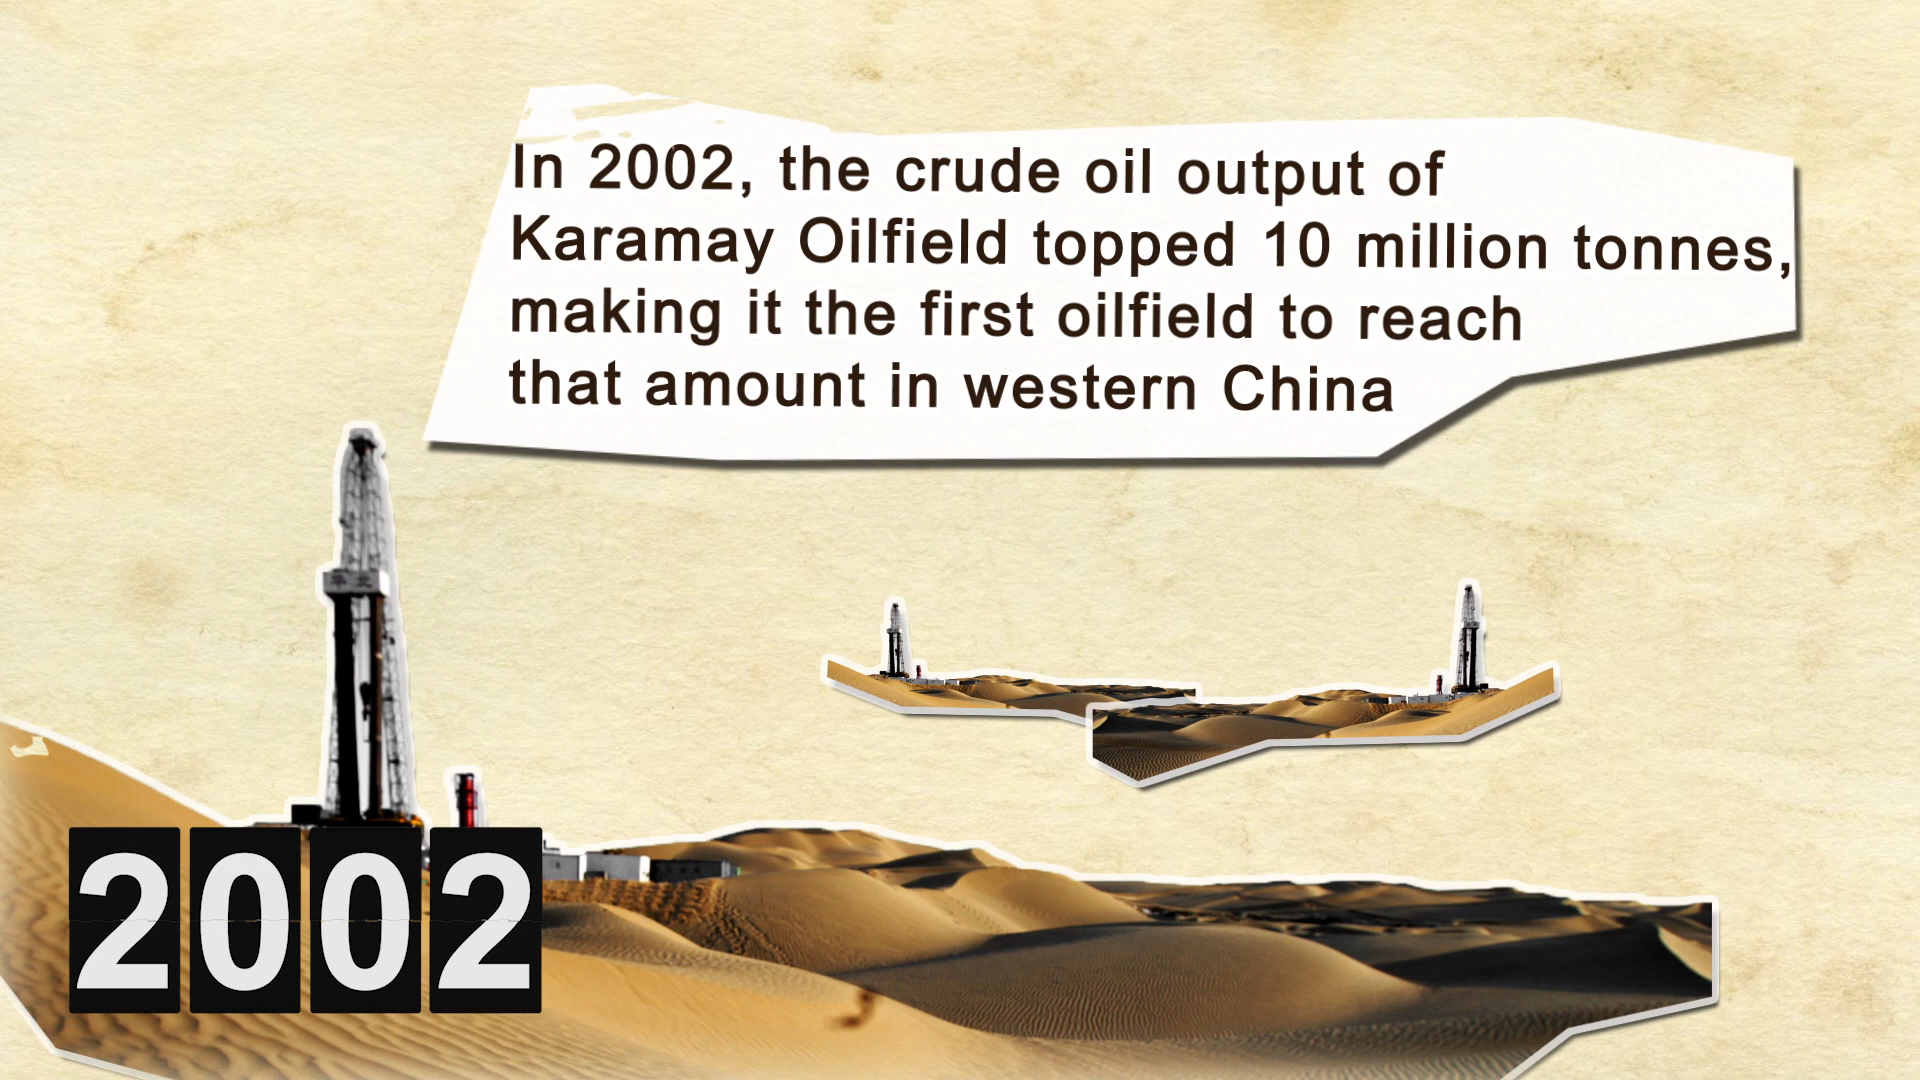 In 2002, the crude oil output of
Karamay Oilfield topped 10 million tonnes,
making it the first oilfield to reach
that amount in western China
2002